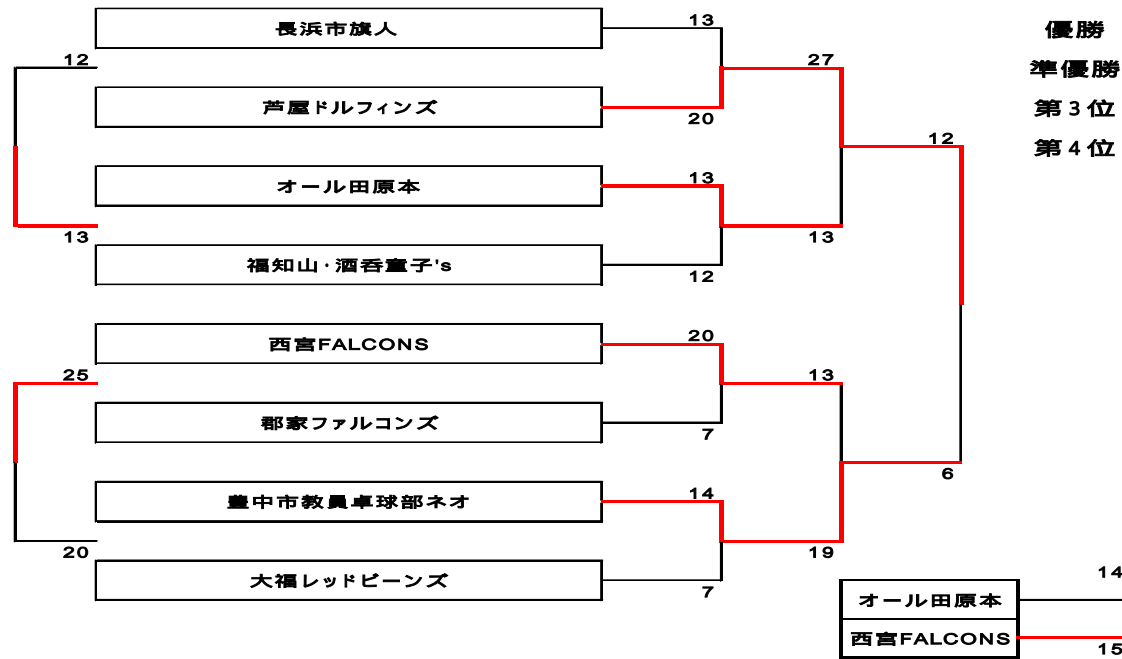 長浜市旗人
13
優勝
12
27
準優勝
芦屋ドルフィンズ
20
第3位
12
第4位
オール田原本
13
13
13
福知山・酒呑童子's
12
西宮FALCONS
20
25
13
郡家ファルコンズ
7
6
豊中市教員卓球部ネオ
14
20
19
大福レッドビーンズ
7
14
オール田原本
西宮FALCONS
15